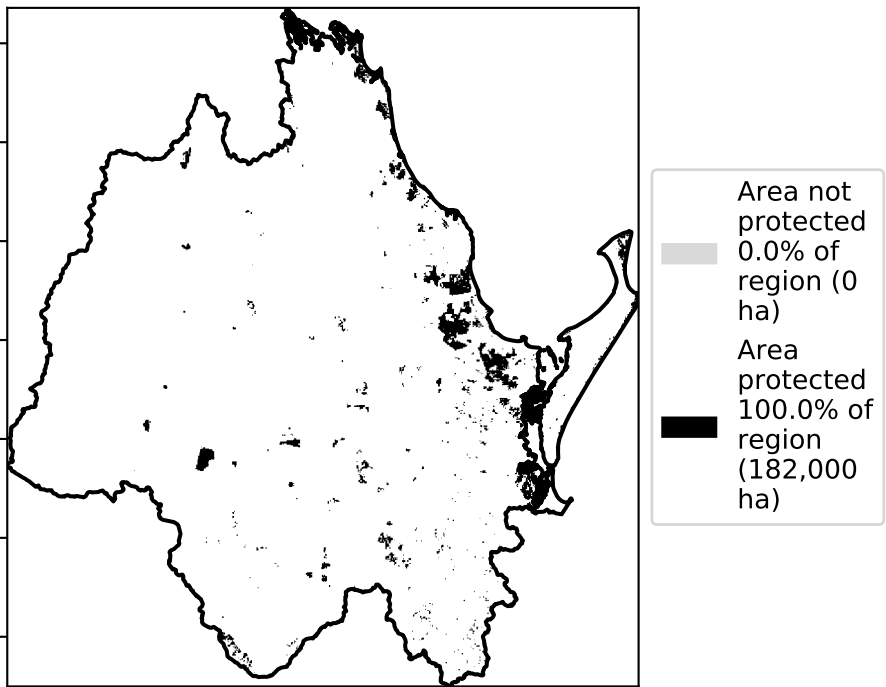 Area not
protected
0.0% of
region (0
ha)
Area
protected
100.0% of
region
(182,000
ha)